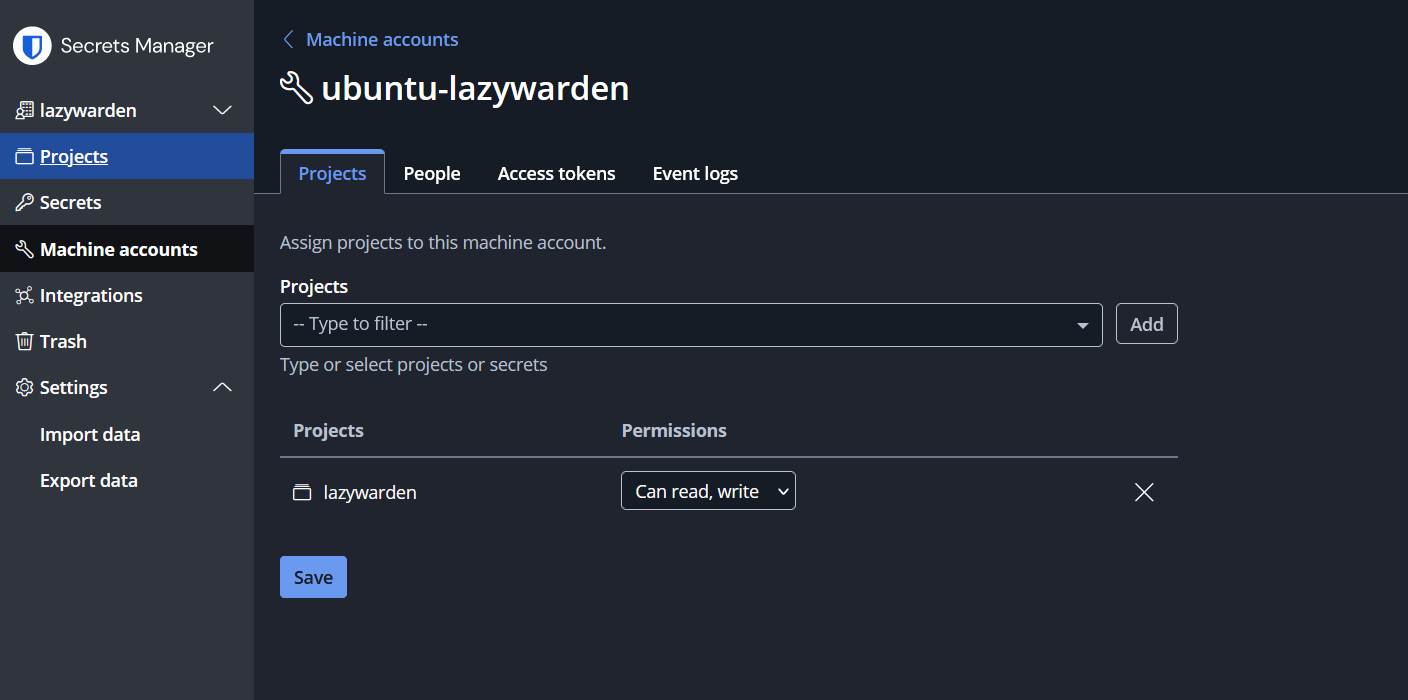 Secrets Manager
lazywarden
Projects
Secrets
Machine accounts
Integrations
Trash
Settings
Import data
Export data
Machine accounts
ubuntu-lazywarden
Projects People Access tokens Event logs
Assign projects to this machine account.
Projects
-- Type to filter -- Add
Type or select projects or secrets
Projects Permissions
lazywarden Can read, write
Save